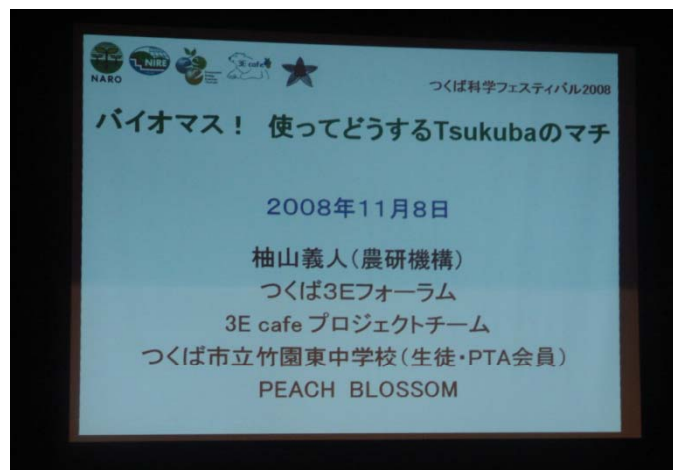 NARO
NIRE
3E cafe
つくば科学フェスティバル2008
バイオマス! 使ってどうするTsukubaのマチ
2008年11月8日
柚山義人(農研機構)
つくば3Eフォーラム
3E cafe プロジェクトチーム
つくば市立竹園東中学校(生徒・PTA会員)
PEACH BLOSSOM